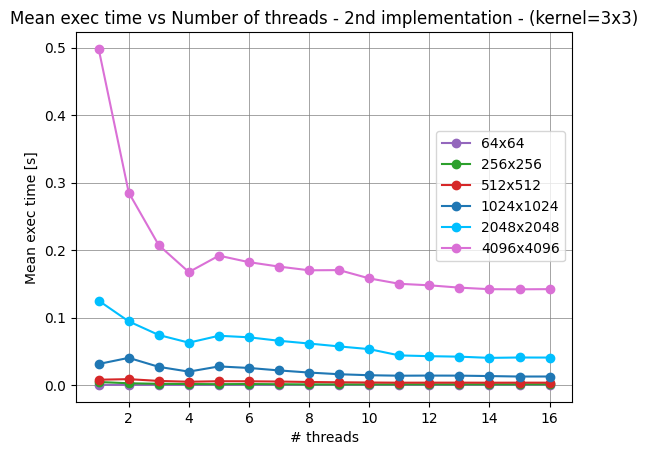 Mean exec time vs Number of threads - 2nd implementation - (kernel=3x3)
0.5
0.4
0.3
0.2
0.1
0.0
Mean exec time [s]
64x64
256x256
512x512
1024x1024
2048x2048
4096x4096
2 4 6 8 10 12 14 16
# threads